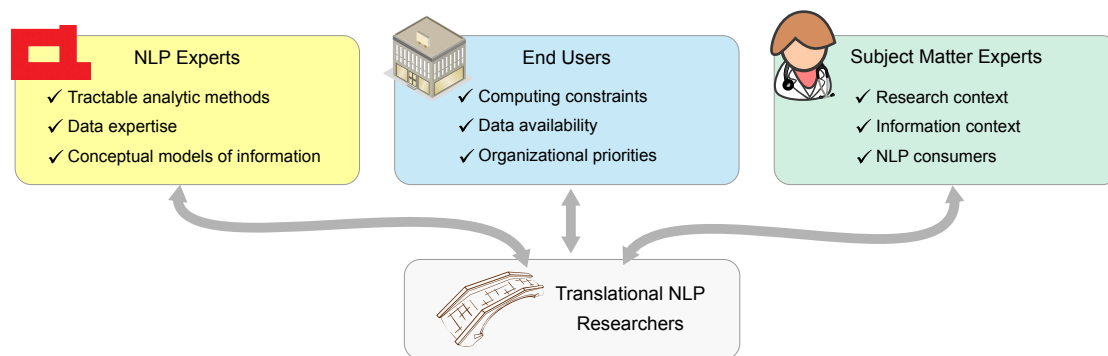 NLP Experts
✓ Tractable analytic methods
✓ Data expertise
✓ Conceptual models of information
End Users
✓ Computing constraints
✓ Data availability
✓ Organizational priorities
Subject Matter Experts
✓ Research context
✓ Information context
✓ NLP consumers
Translational NLP
Researchers